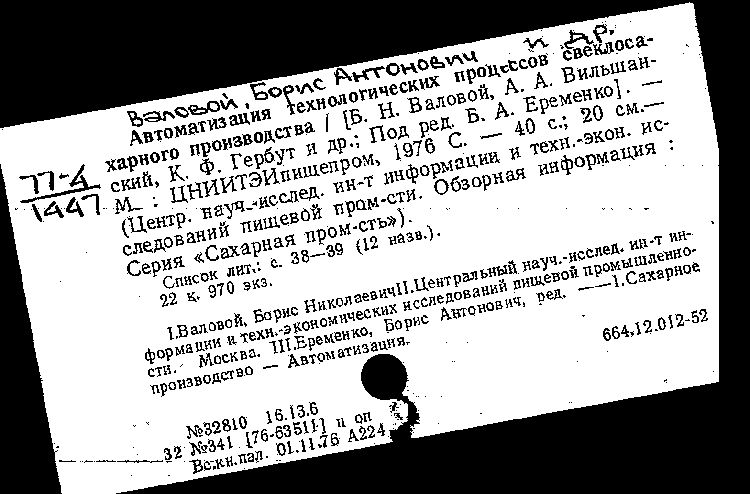 Валовой, Борис Антонович и др.
Автоматизация технологических процессов свеклоса-
харного производства / [Б. Н. Валовой, А. А. Вильшан-
ский, К. Ф. Гербут и др.; Под ред. Б. А. Еременко]. —
М. : ЦНИИТЭИпищепром, 1976 С. — 40 с.; 20 см.—
(Центр. науч.-исслед. ин-т информации и техн.-экон. ис-
следований пищевой пром-сти. Обзорная информация :
Серия «Сахарная пром-сть»).
77-4
1447
Список лит.: с. 38—39 (12 назв.).
22 к. 970 экз.
I.Валовой, Борис НиколаевичII.Центральный науч.-исслед. ин-т ин-
формации и техн.-экономических исследований пищевой промышленно-
сти. Москва. III.Еременко, Борис Антонович, ред. ——1.Сахарное
производство — Автоматизация.
664.12.012-52
№32810 16.13.6
32 №341 [76-63511] п оп
Вс.кн.пал. 01.11.76 А224